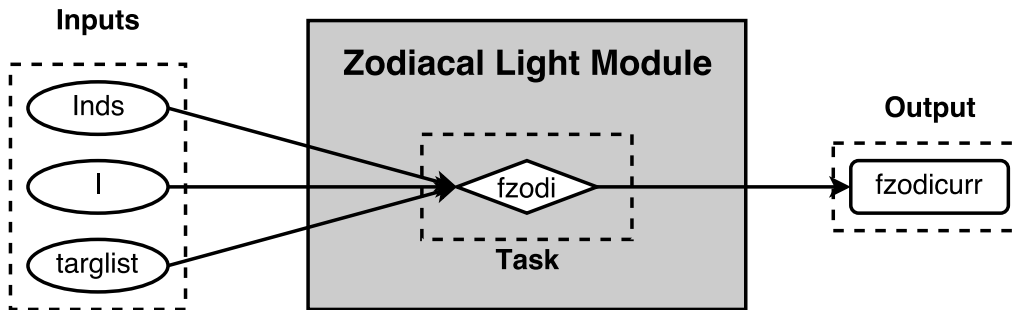 Inputs
Inds
I
targlist
Zodiacal Light Module
fzodi
Task
Output
fzodicurr